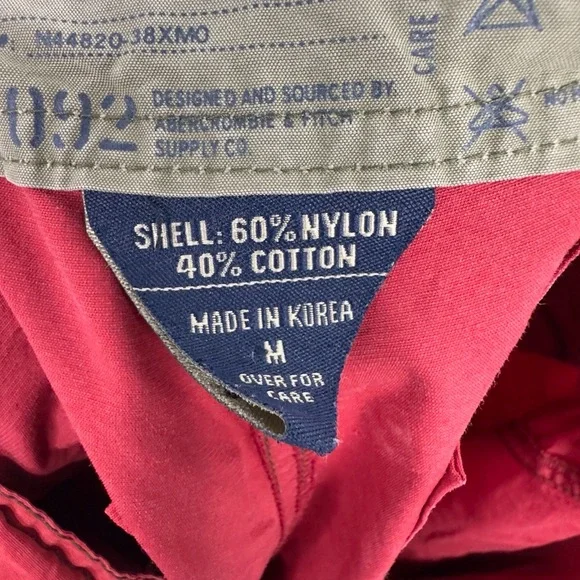 #: N44820-38XM0
CARE
092
DESIGNED AND SOURCED BY:
ABERCROMBIE & FITCH
SUPPLY CO.
SHELL: 60% NYLON
40% COTTON
MADE IN KOREA
M
OVER FOR
CARE